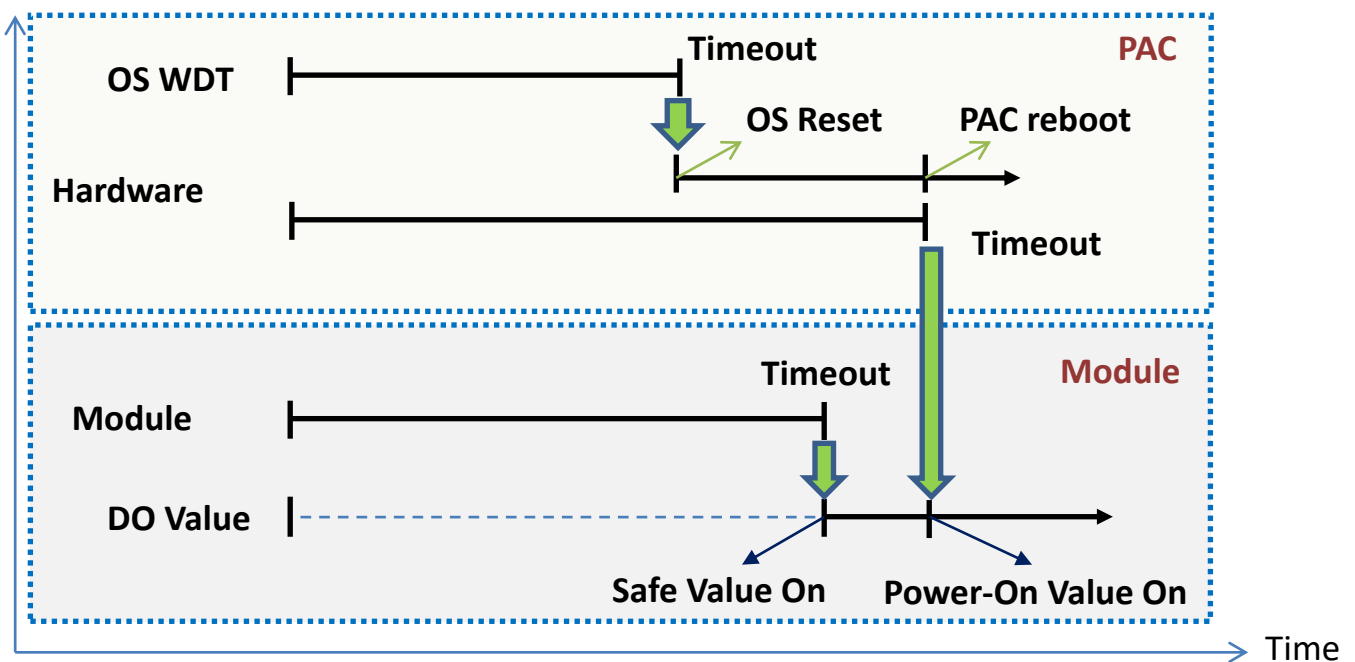 Timeout
PAC
OS WDT
OS Reset
PAC reboot
Hardware
Timeout
Timeout
Module
Module
DO Value
Safe Value On
Power-On Value On
Time